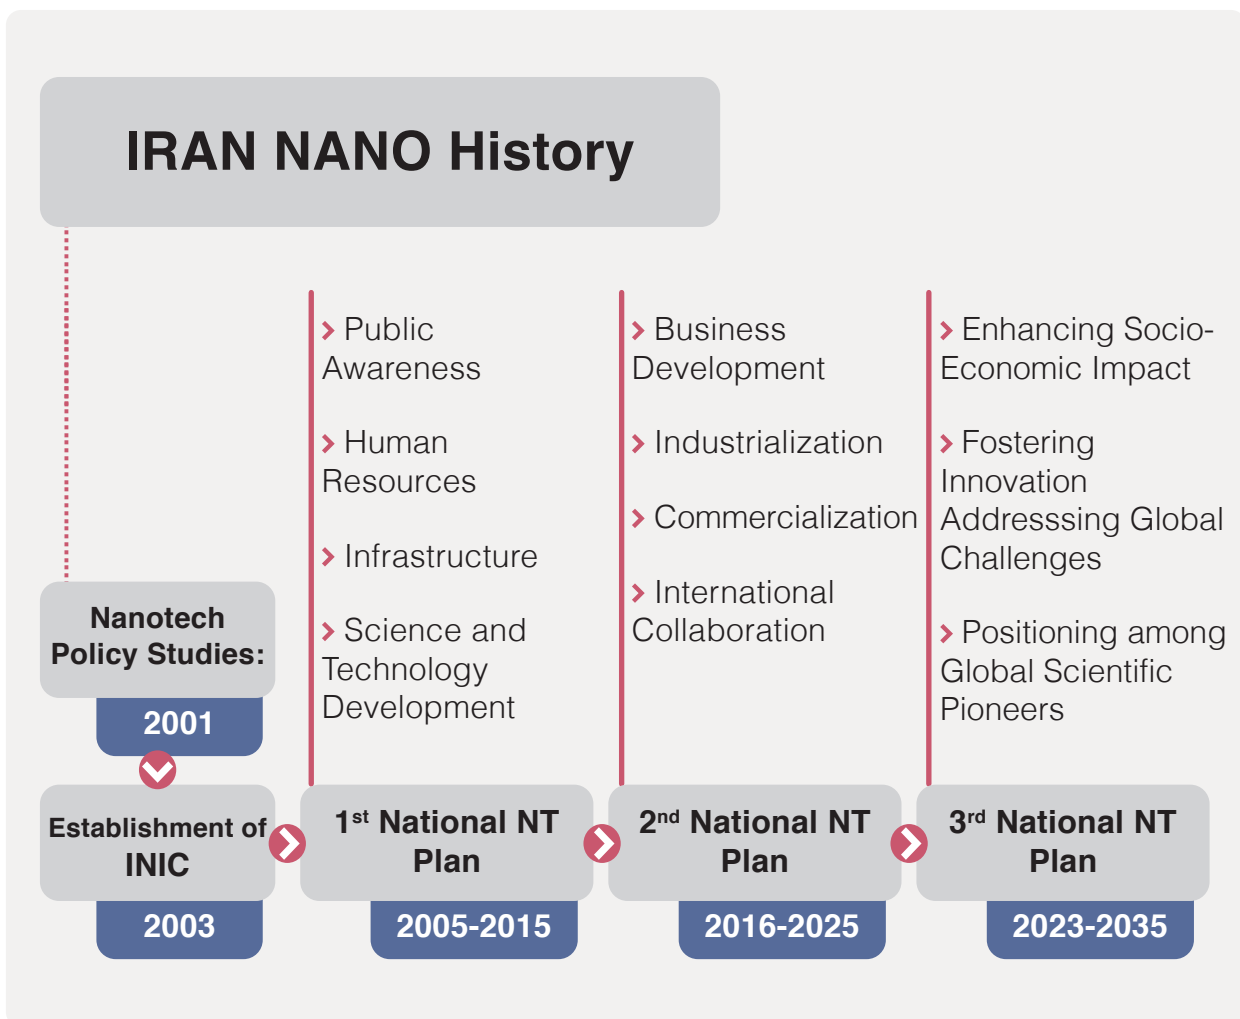 IRAN NANO History
Nanotech
Policy Studies:
2001
Establishment of
INIC
2003
> Public
Awareness
> Human
Resources
> Infrastructure
> Science and
Technology
Development
1st National NT
Plan
2005-2015
> Business
Development
> Industrialization
> Commercialization
> International
Collaboration
2nd National NT
Plan
2016-2025
> Enhancing Socio-
Economic Impact
> Fostering
Innovation
Addresssing Global
Challenges
> Positioning among
Global Scientific
Pioneers
3rd National NT
Plan
2023-2035